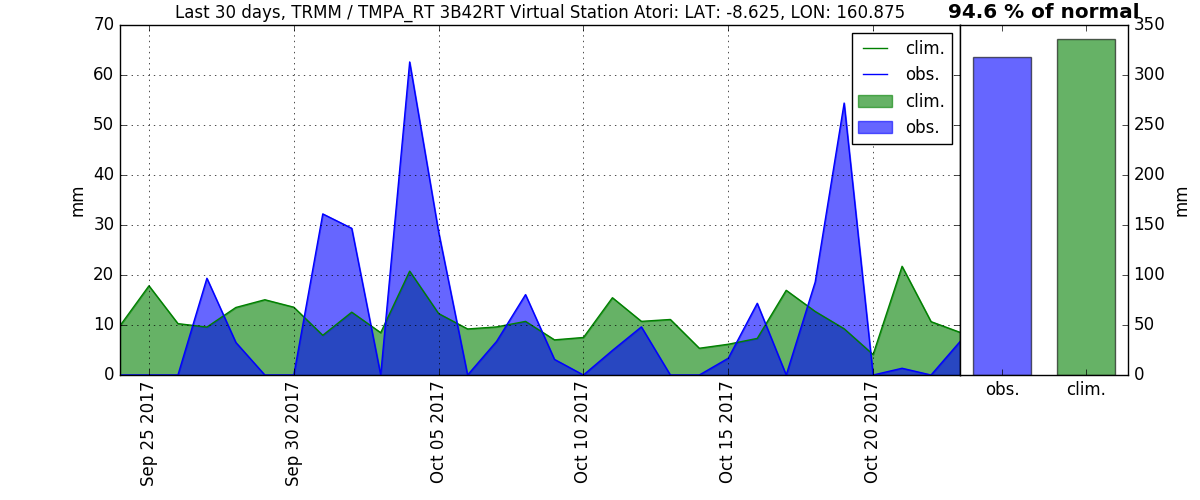 Last 30 days, TRMM / TMPA_RT 3B42RT Virtual Station Atori: LAT: -8.625, LON: 160.875
94.6 % of normal
70
60
50
40
30
20
10
0
mm
clim.
obs.
clim.
obs.
Sep 25 2017
Sep 30 2017
Oct 05 2017
Oct 10 2017
Oct 15 2017
Oct 20 2017
350
300
250
200
150
100
50
0
mm
obs.
clim.